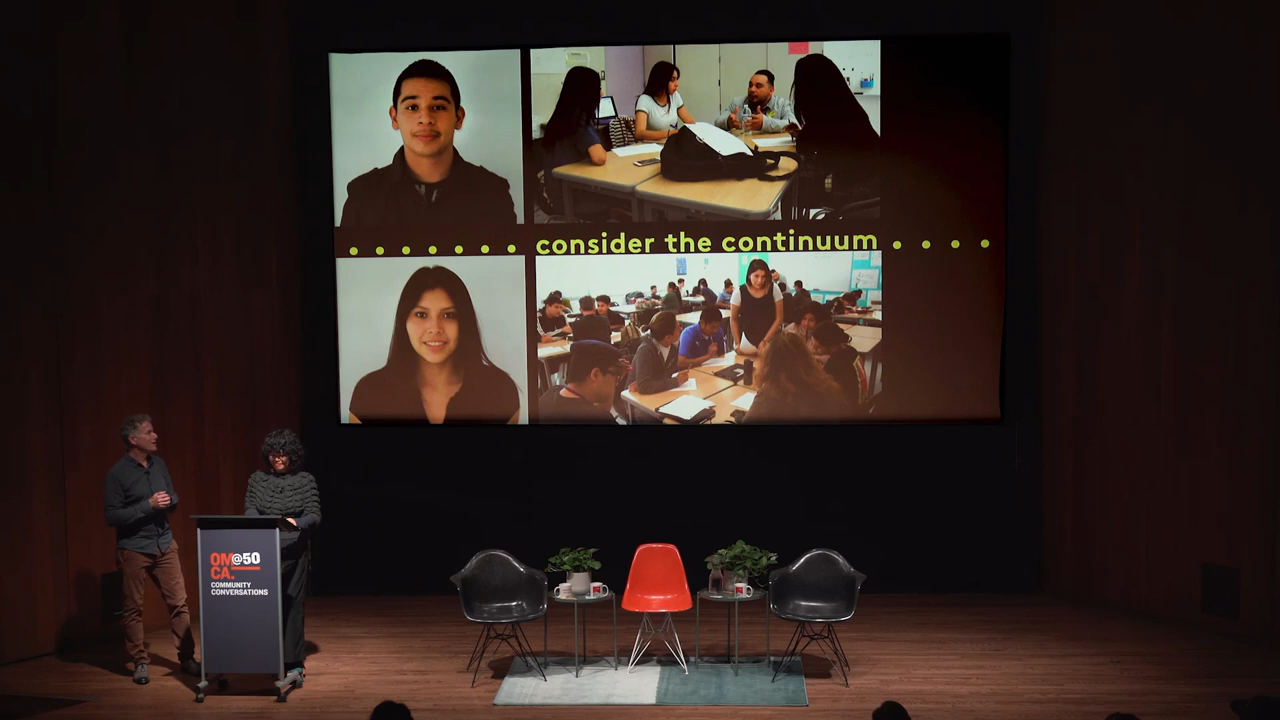 consider the continuum
OM@50
CA.
COMMUNITY
CONVERSATIONS